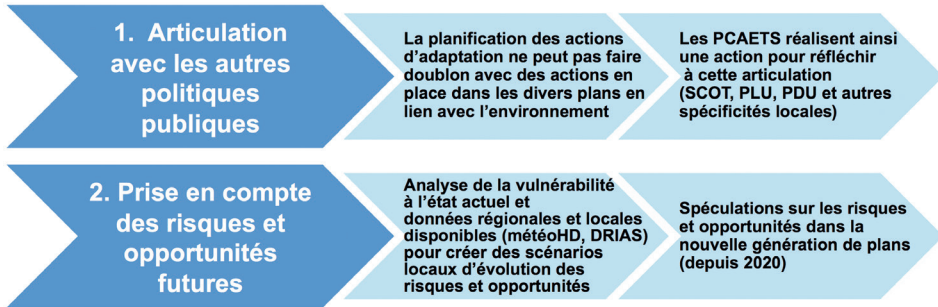 1. Articulation
avec les autres
politiques
publiques
La planification des actions
d’adaptation ne peut pas faire
doublon avec des actions en
place dans les divers plans en
lien avec l’environnement
Les PCAETS réalisent ainsi
une action pour réfléchir
à cette articulation
(SCOT, PLU, PDU et autres
spécificités locales)
2. Prise en compte
des risques et
opportunités
futures
Analyse de la vulnérabilité
à l’état actuel et
données régionales et locales
disponibles (météoHD, DRIAS)
pour créer des scénarios
locaux d’évolution des
risques et opportunités
Spéculations sur les risques
et opportunités dans la
nouvelle génération de plans
(depuis 2020)